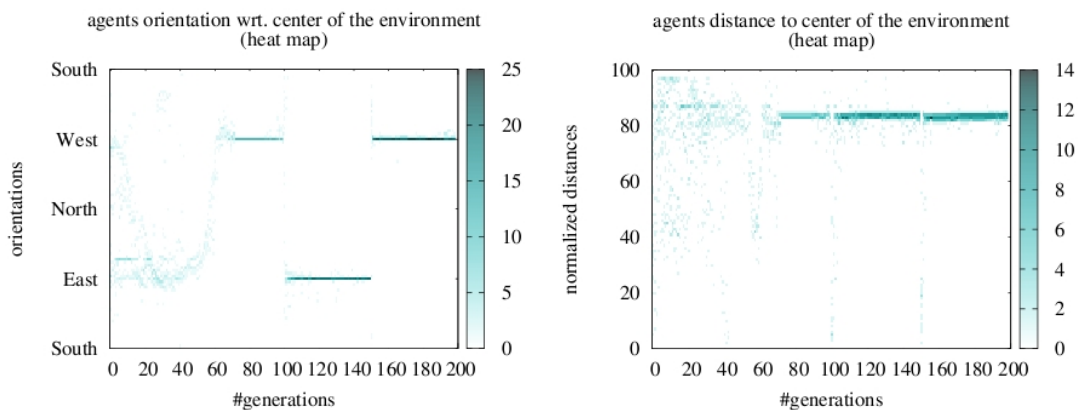 agents orientation wrt. center of the environment
(heat map)
South
West
North
East
South
orientations
0 20 40 60 80 100 120 140 160 180 200
#generations
25
20
15
10
5
0
agents distance to center of the environment
(heat map)
100
80
60
40
20
0
normalized distances
0 20 40 60 80 100 120 140 160 180 200
#generations
14
12
10
8
6
4
2
0